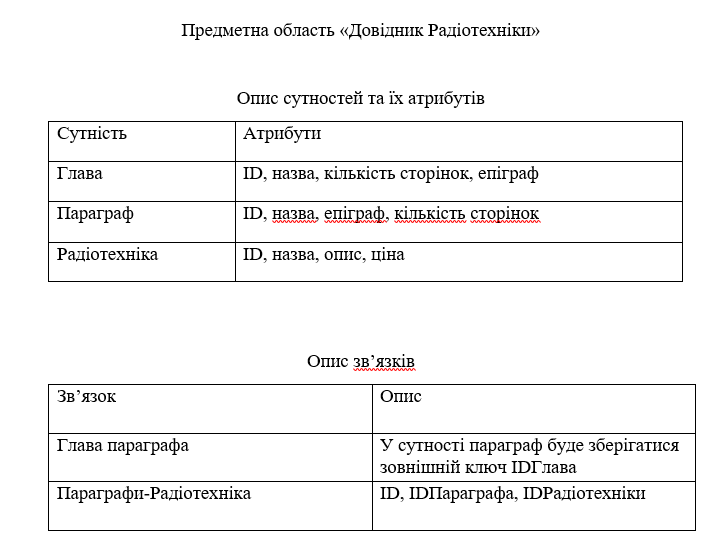 Предметна область «Довідник Радіотехніки»
Опис сутностей та їх атрибутів
Сутність Атрибути
Глава ID, назва, кількість сторінок, епіграф
Параграф ID, назва, епіграф, кількість сторінок
Радіотехніка ID, назва, опис, ціна
Опис зв’язків
Зв’язок Опис
Глава параграфа У сутності параграф буде зберігатися
зовнішній ключ IDГлава
Параграфи-Радіотехніка ID, IDПараграфа, IDРадіотехніки